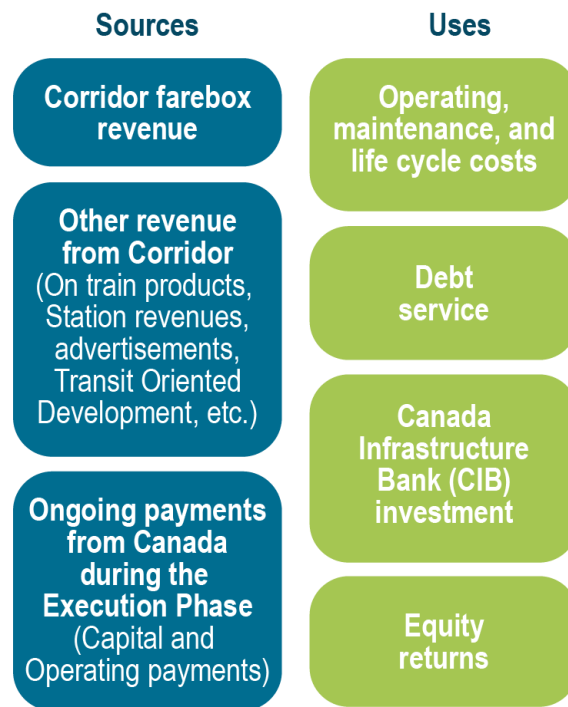 Sources
Corridor farebox
revenue
Other revenue
from Corridor
(On train products,
Station revenues,
advertisements,
Transit Oriented
Development, etc.)
Ongoing payments
from Canada
during the
Execution Phase
(Capital and
Operating payments)
Uses
Operating,
maintenance, and
life cycle costs
Debt
service
Canada
Infrastructure
Bank (CIB)
investment
Equity
returns